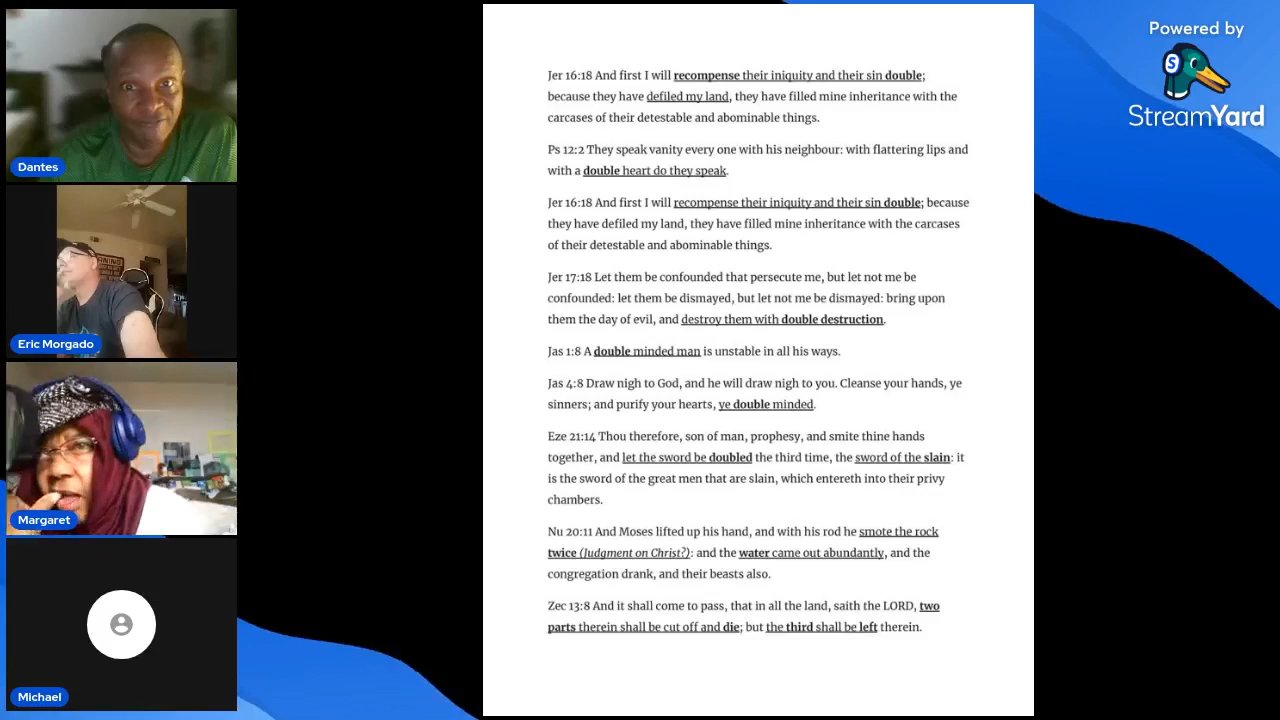 Dantes
Eric Morgado
Margaret
Michael
Jer 16:18 And first I will recompense their iniquity and their sin double;
because they have defiled my land, they have filled mine inheritance with the
carcases of their detestable and abominable things.
Ps 12:2 They speak vanity every one with his neighbour: with flattering lips and
with a double heart do they speak.
Jer 16:18 And first I will recompense their iniquity and their sin double; because
they have defiled my land, they have filled mine inheritance with the carcases
of their detestable and abominable things.
Jer 17:18 Let them be confounded that persecute me, but let not me be
confounded: let them be dismayed, but let not me be dismayed: bring upon
them the day of evil, and destroy them with double destruction.
Jas 1:8 A double minded man is unstable in all his ways.
Jas 4:8 Draw nigh to God, and he will draw nigh to you. Cleanse your hands, ye
sinners; and purify your hearts, ye double minded.
Eze 21:14 Thou therefore, son of man, prophesy, and smite thine hands
together, and let the sword be doubled the third time, the sword of the slain: it
is the sword of the great men that are slain, which entereth into their privy
chambers.
Nu 20:11 And Moses lifted up his hand, and with his rod he smote the rock
twice (Judgment on Christ?): and the water came out abundantly, and the
congregation drank, and their beasts also.
Zec 13:8 And it shall come to pass, that in all the land, saith the LORD, two
parts therein shall be cut off and die; but the third shall be left therein.
Powered by
S
StreamYard